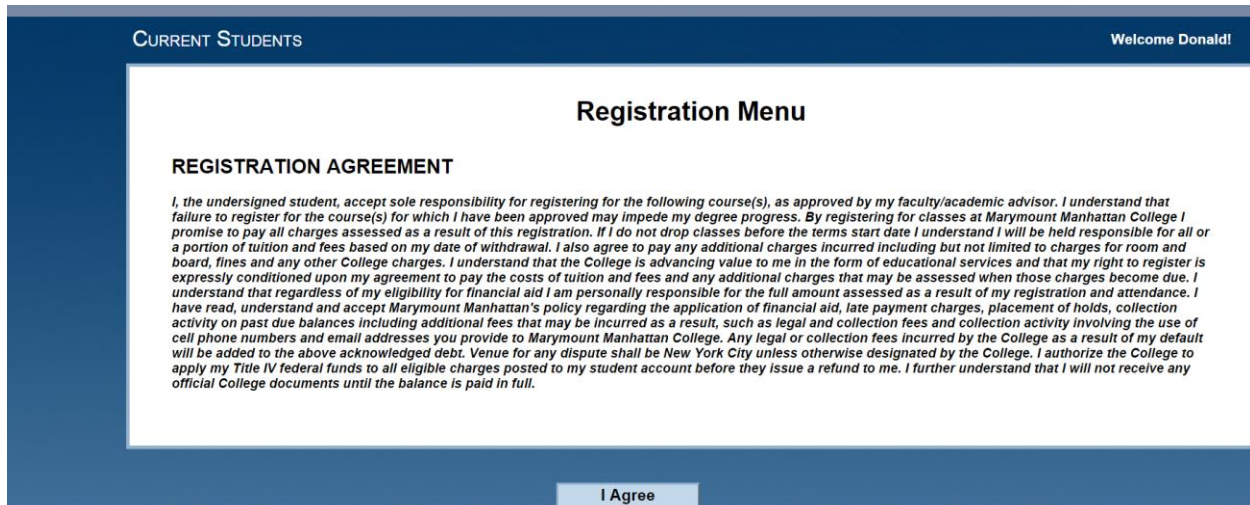 CURRENT STUDENTS
Welcome Donald!
Registration Menu
REGISTRATION AGREEMENT
I, the undersigned student, accept sole responsibility for registering for the following course(s), as approved by my faculty/academic advisor. I understand that
failure to register for the course(s) for which I have been approved may impede my degree progress. By registering for classes at Marymount Manhattan College I
promise to pay all charges assessed as a result of this registration. If I do not drop classes before the terms start date I understand I will be held responsible for all or
a portion of tuition and fees based on my date of withdrawal. I also agree to pay any additional charges incurred including but not limited to charges for room and
board, fines and any other College charges. I understand that the College is advancing value to me in the form of educational services and that my right to register is
expressly conditioned upon my agreement to pay the costs of tuition and fees and any additional charges that may be assessed when those charges become due. I
understand that regardless of my eligibility for financial aid I am personally responsible for the full amount assessed as a result of my registration and attendance. I
have read, understand and accept Marymount Manhattan's policy regarding the application of financial aid, late payment charges, placement of holds, collection
activity on past due balances including additional fees that may be incurred as a result, such as legal and collection fees and collection activity involving the use of
cell phone numbers and email addresses you provide to Marymount Manhattan College. Any legal or collection fees incurred by the College as a result of my default
will be added to the above acknowledged debt. Venue for any dispute shall be New York City unless otherwise designated by the College. I authorize the College to
apply my Title IV federal funds to all eligible charges posted to my student account before they issue a refund to me. I further understand that I will not receive any
official College documents until the balance is paid in full.
I Agree